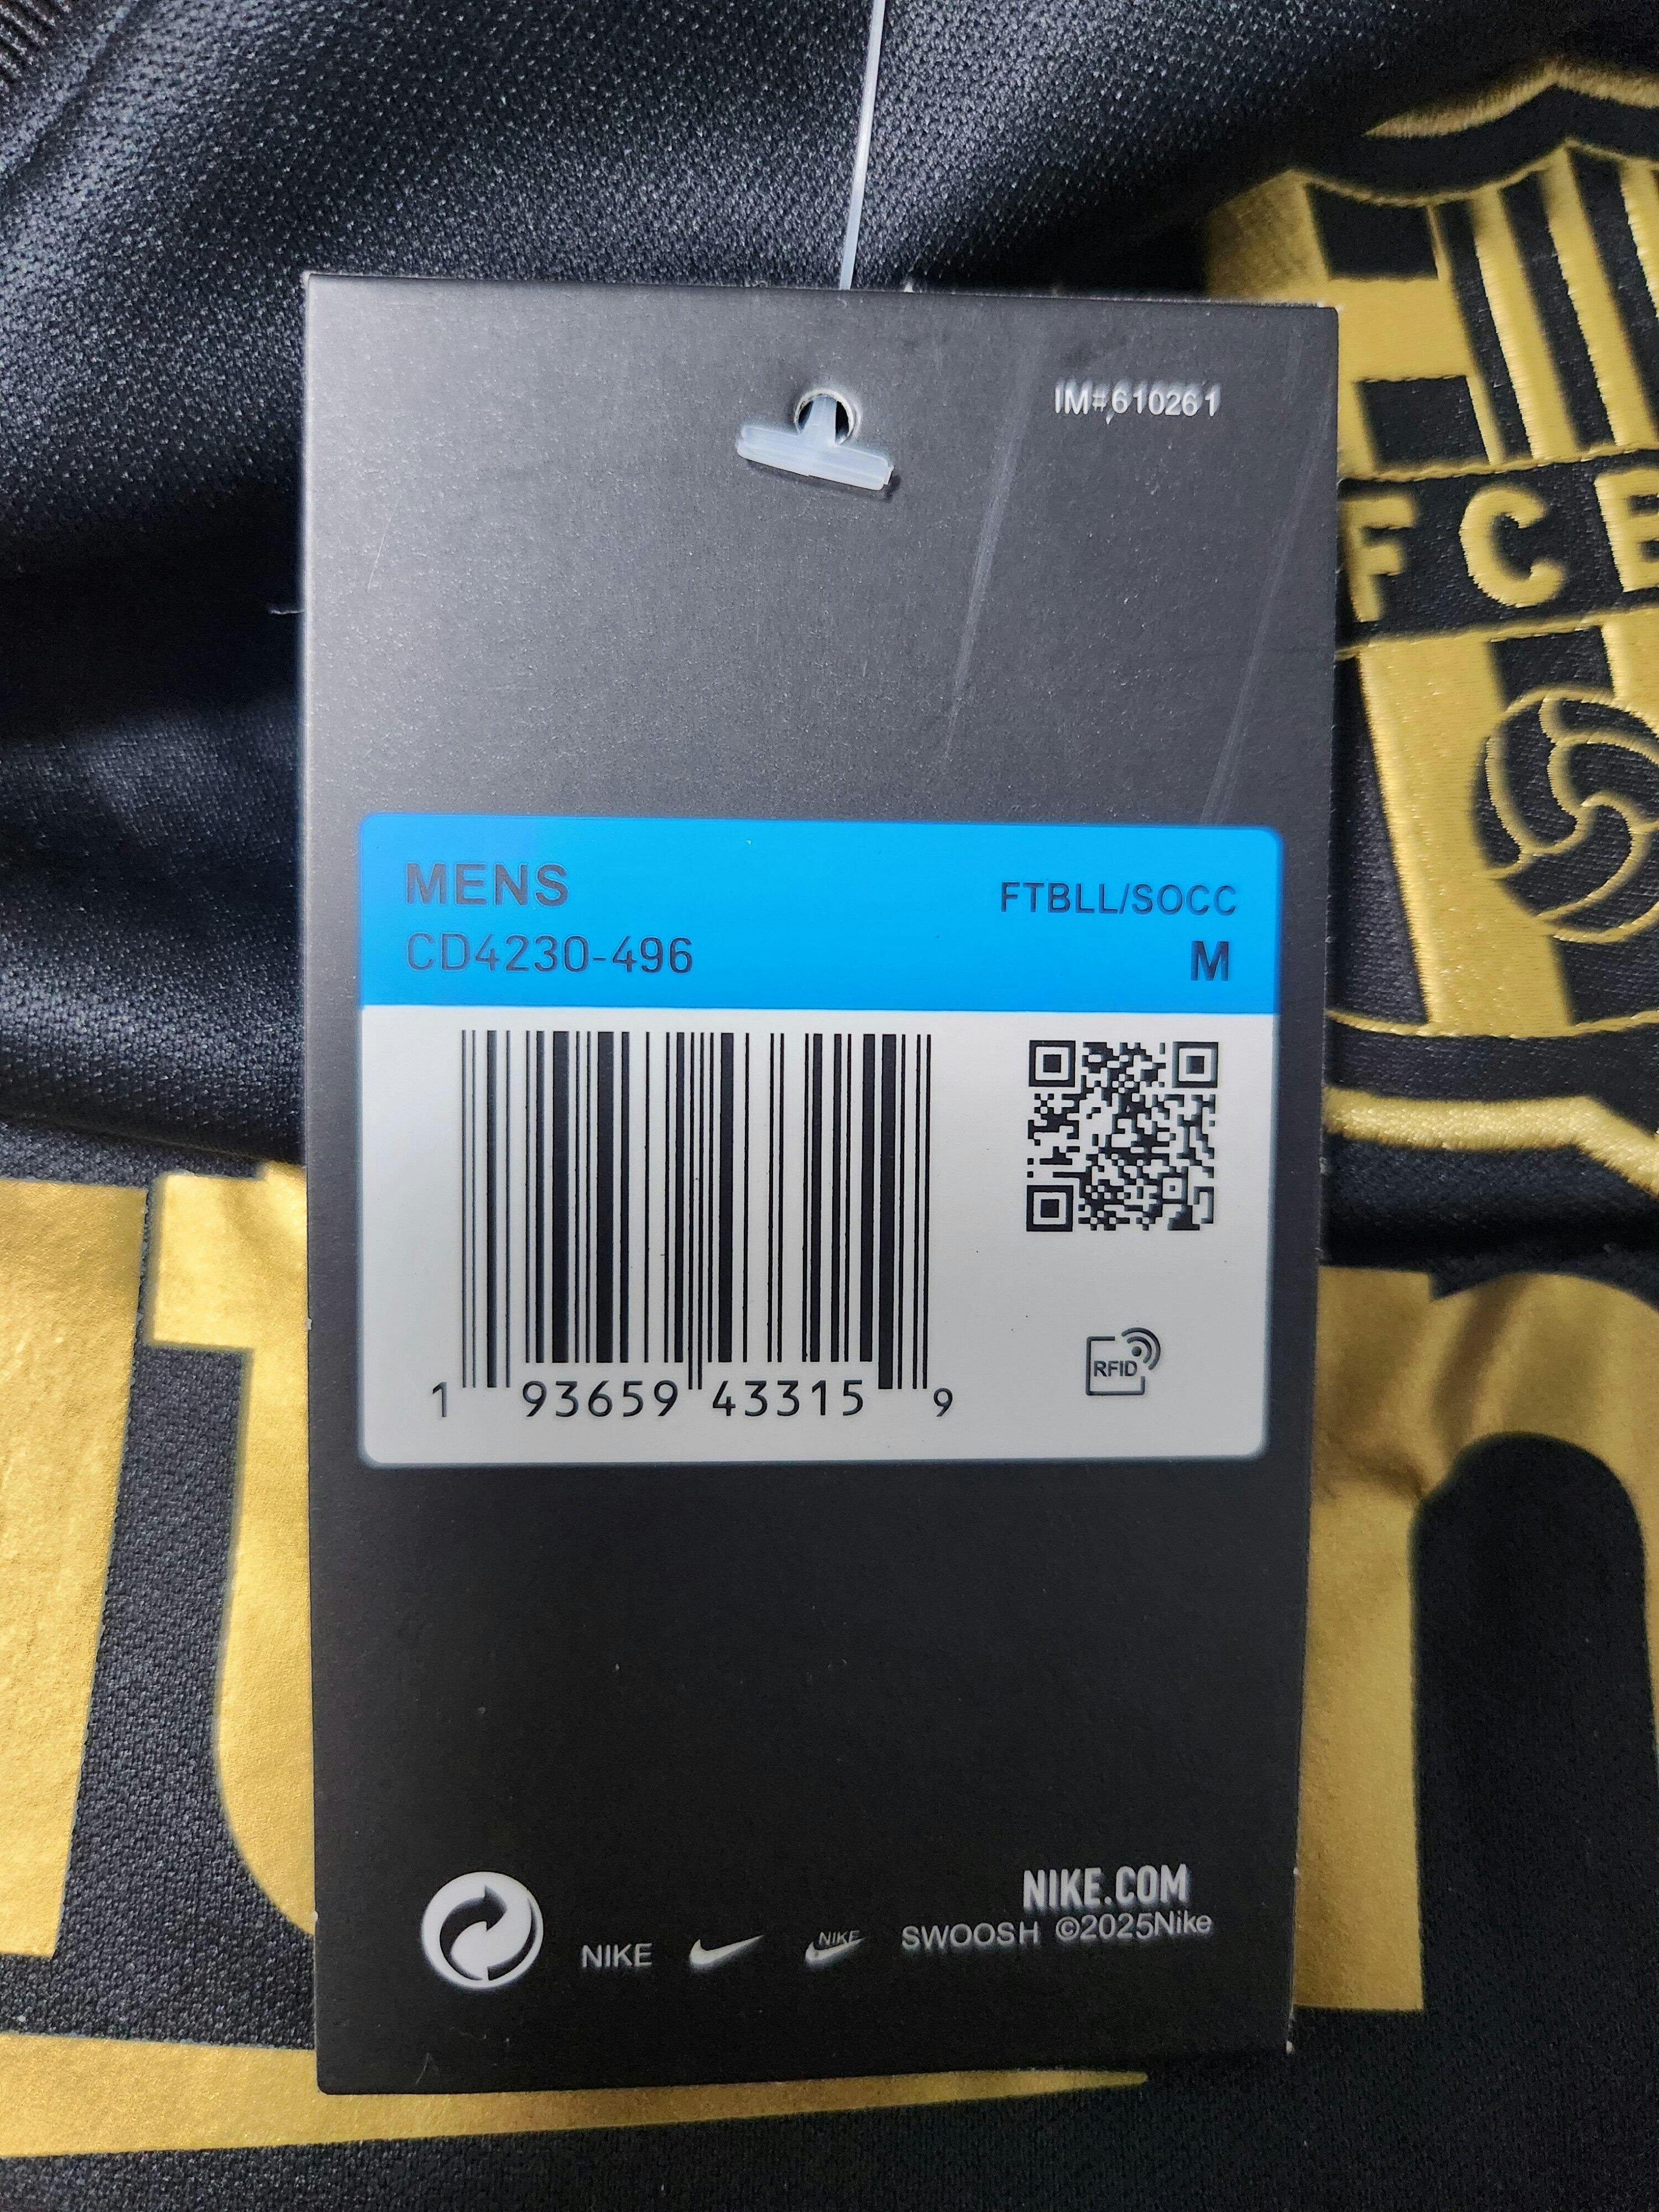 IM#610261
FCB
MENS
FTBLL/SOCC
CD4230-496
M
1 93659 43315 9
RFID
NIKE.COM
NIKE NIKE SWOOSH ©2025Nike